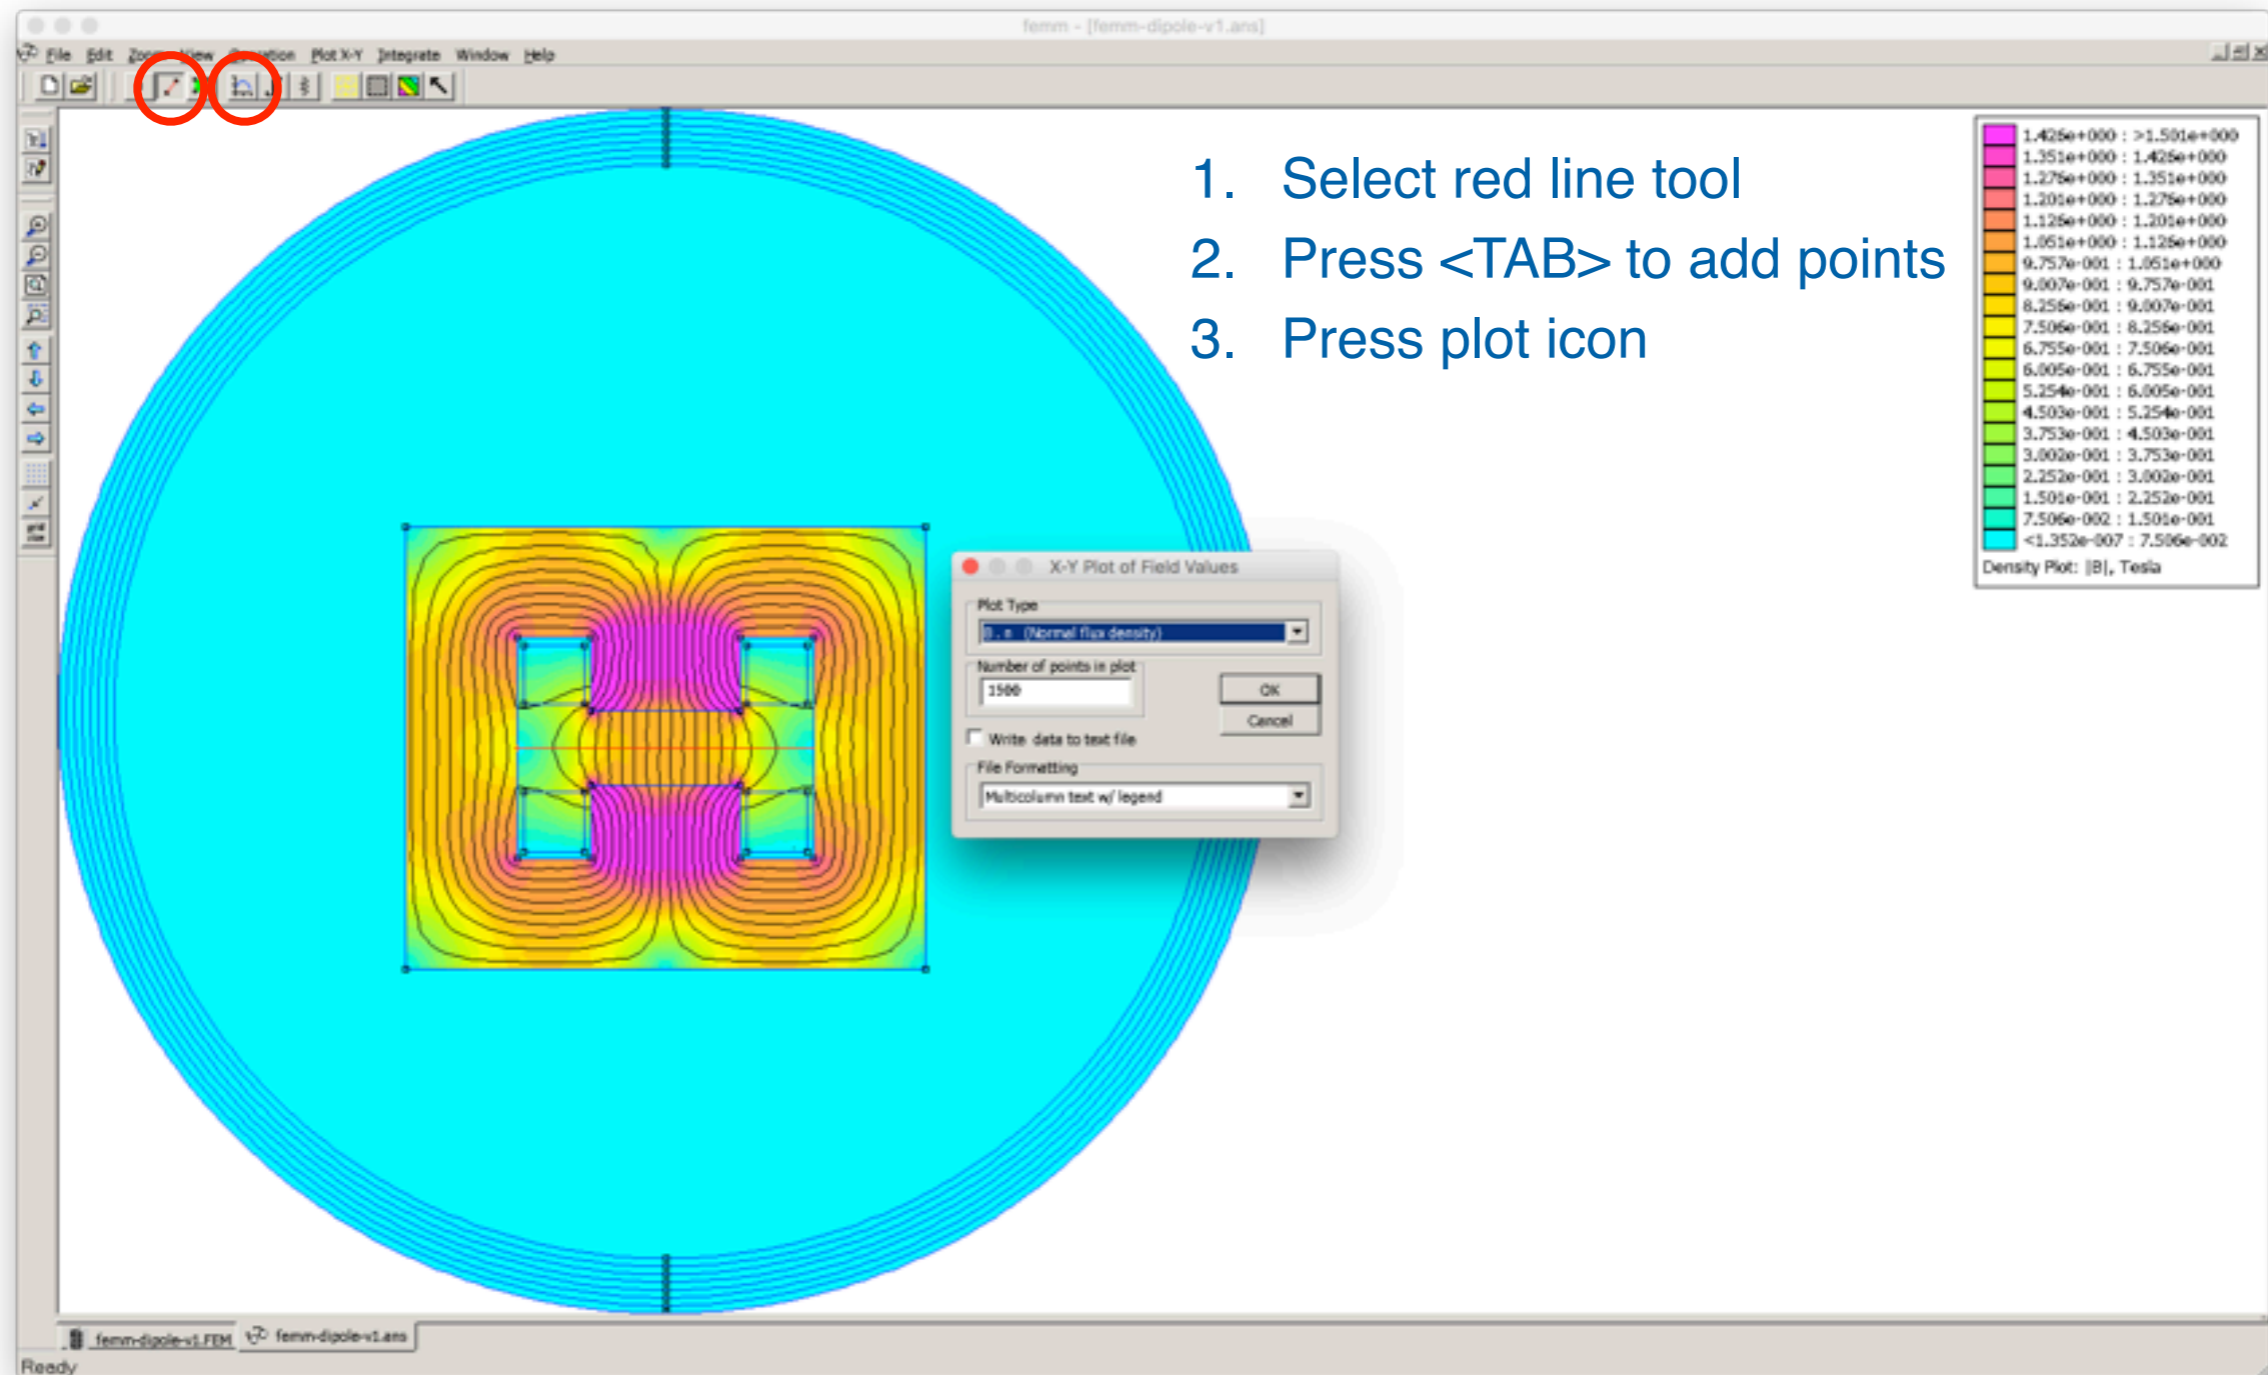 femm - [femm-dipole-v1.ans]
File Edit Zoom View Operation Plot X-Y Integrate Window Help
1. Select red line tool
2. Press <TAB> to add points
3. Press plot icon
1.426e+000 : >1.501e+000
1.351e+000 : 1.426e+000
1.276e+000 : 1.351e+000
1.201e+000 : 1.276e+000
1.126e+000 : 1.201e+000
1.051e+000 : 1.126e+000
9.757e-001 : 1.051e+000
9.007e-001 : 9.757e-001
8.256e-001 : 9.007e-001
7.506e-001 : 8.256e-001
6.755e-001 : 7.506e-001
6.005e-001 : 6.755e-001
5.254e-001 : 6.005e-001
4.503e-001 : 5.254e-001
3.753e-001 : 4.503e-001
3.002e-001 : 3.753e-001
2.252e-001 : 3.002e-001
1.501e-001 : 2.252e-001
7.506e-002 : 1.501e-001
<1.352e-007 : 7.506e-002
Density Plot: |B|, Tesla
X-Y Plot of Field Values
Plot Type
B.n (Normal flux density)
Number of points in plot
1500
OK
Cancel
Write data to text file
File Formatting
Multicolumn text w/ legend
femm-dipole-v1.FEM
femm-dipole-v1.ans
Ready